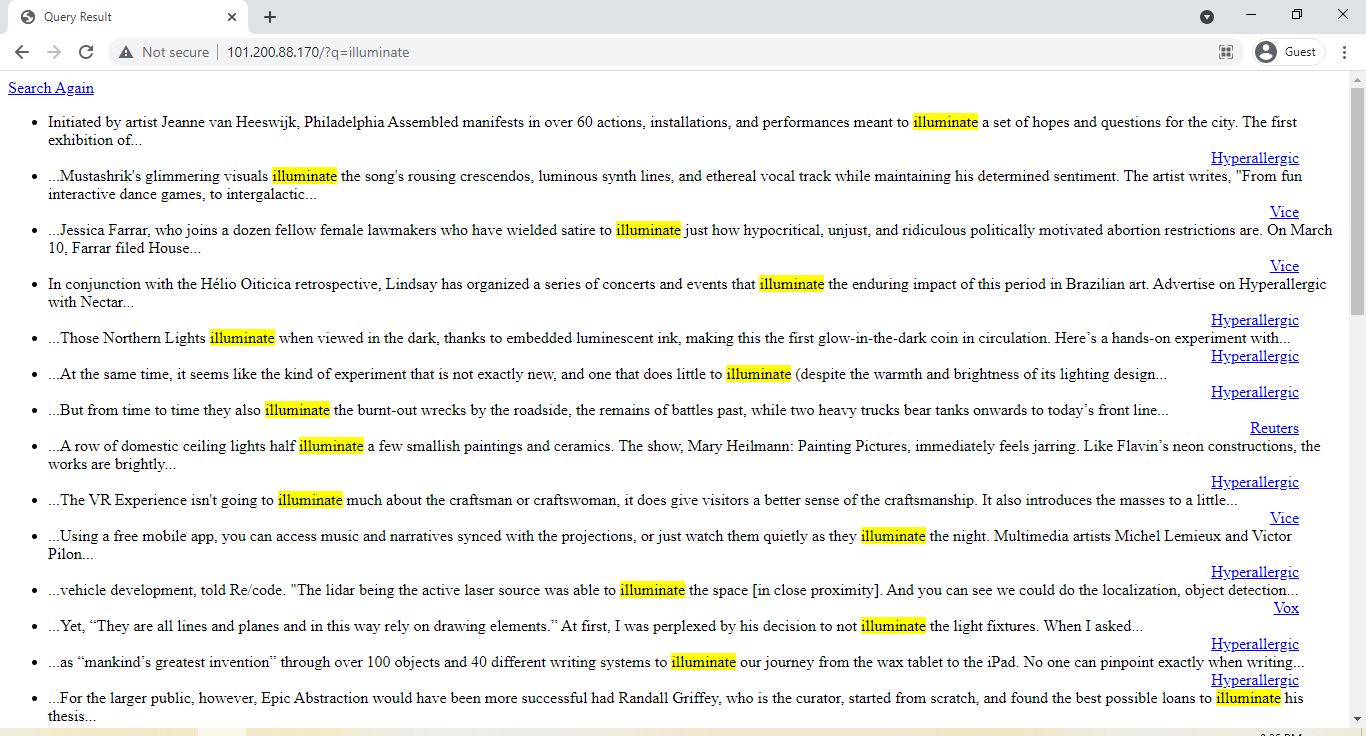 Query Result
Not secure
101.200.88.170/?q=illuminate
Guest
Search Again
Initiated by artist Jeanne van Heeswijk, Philadelphia Assembled manifests in over 60 actions, installations, and performances meant to illuminate a set of hopes and questions for the city. The first
exhibition of...
Hyperallergic
...Mustashrik's glimmering visuals illuminate the song's rousing crescendos, luminous synth lines, and ethereal vocal track while maintaining his determined sentiment. The artist writes, "From fun
interactive dance games, to intergalactic...
Vice
...Jessica Farrar, who joins a dozen fellow female lawmakers who have wielded satire to illuminate just how hypocritical, unjust, and ridiculous politically motivated abortion restrictions are. On March
10, Farrar filed House...
Vice
In conjunction with the Hélio Oiticica retrospective, Lindsay has organized a series of concerts and events that illuminate the enduring impact of this period in Brazilian art. Advertise on Hyperallergic
with Nectar...
Hyperallergic
...Those Northern Lights illuminate when viewed in the dark, thanks to embedded luminescent ink, making this the first glow-in-the-dark coin in circulation. Here’s a hands-on experiment with...
Hyperallergic
...At the same time, it seems like the kind of experiment that is not exactly new, and one that does little to illuminate (despite the warmth and brightness of its lighting design...
Hyperallergic
...But from time to time they also illuminate the burnt-out wrecks by the roadside, the remains of battles past, while two heavy trucks bear tanks onwards to today’s front line...
Reuters
...A row of domestic ceiling lights half illuminate a few smallish paintings and ceramics. The show, Mary Heilmann: Painting Pictures, immediately feels jarring. Like Flavin’s neon constructions, the
works are brightly...
Hyperallergic
...The VR Experience isn't going to illuminate much about the craftsman or craftswoman, it does give visitors a better sense of the craftsmanship. It also introduces the masses to a little...
Vice
...Using a free mobile app, you can access music and narratives synced with the projections, or just watch them quietly as they illuminate the night. Multimedia artists Michel Lemieux and Victor
Pilon...
Hyperallergic
...vehicle development, told Re/code. "The lidar being the active laser source was able to illuminate the space [in close proximity]. And you can see we could do the localization, object detection...
Vox
...Yet, “They are all lines and planes and in this way rely on drawing elements.” At first, I was perplexed by his decision to not illuminate the light fixtures. When I asked...
Hyperallergic
...as “mankind’s greatest invention” through over 100 objects and 40 different writing systems to illuminate our journey from the wax tablet to the iPad. No one can pinpoint exactly when writing...
Hyperallergic
...For the larger public, however, Epic Abstraction would have been more successful had Randall Griffey, who is the curator, started from scratch, and found the best possible loans to illuminate his
thesis...